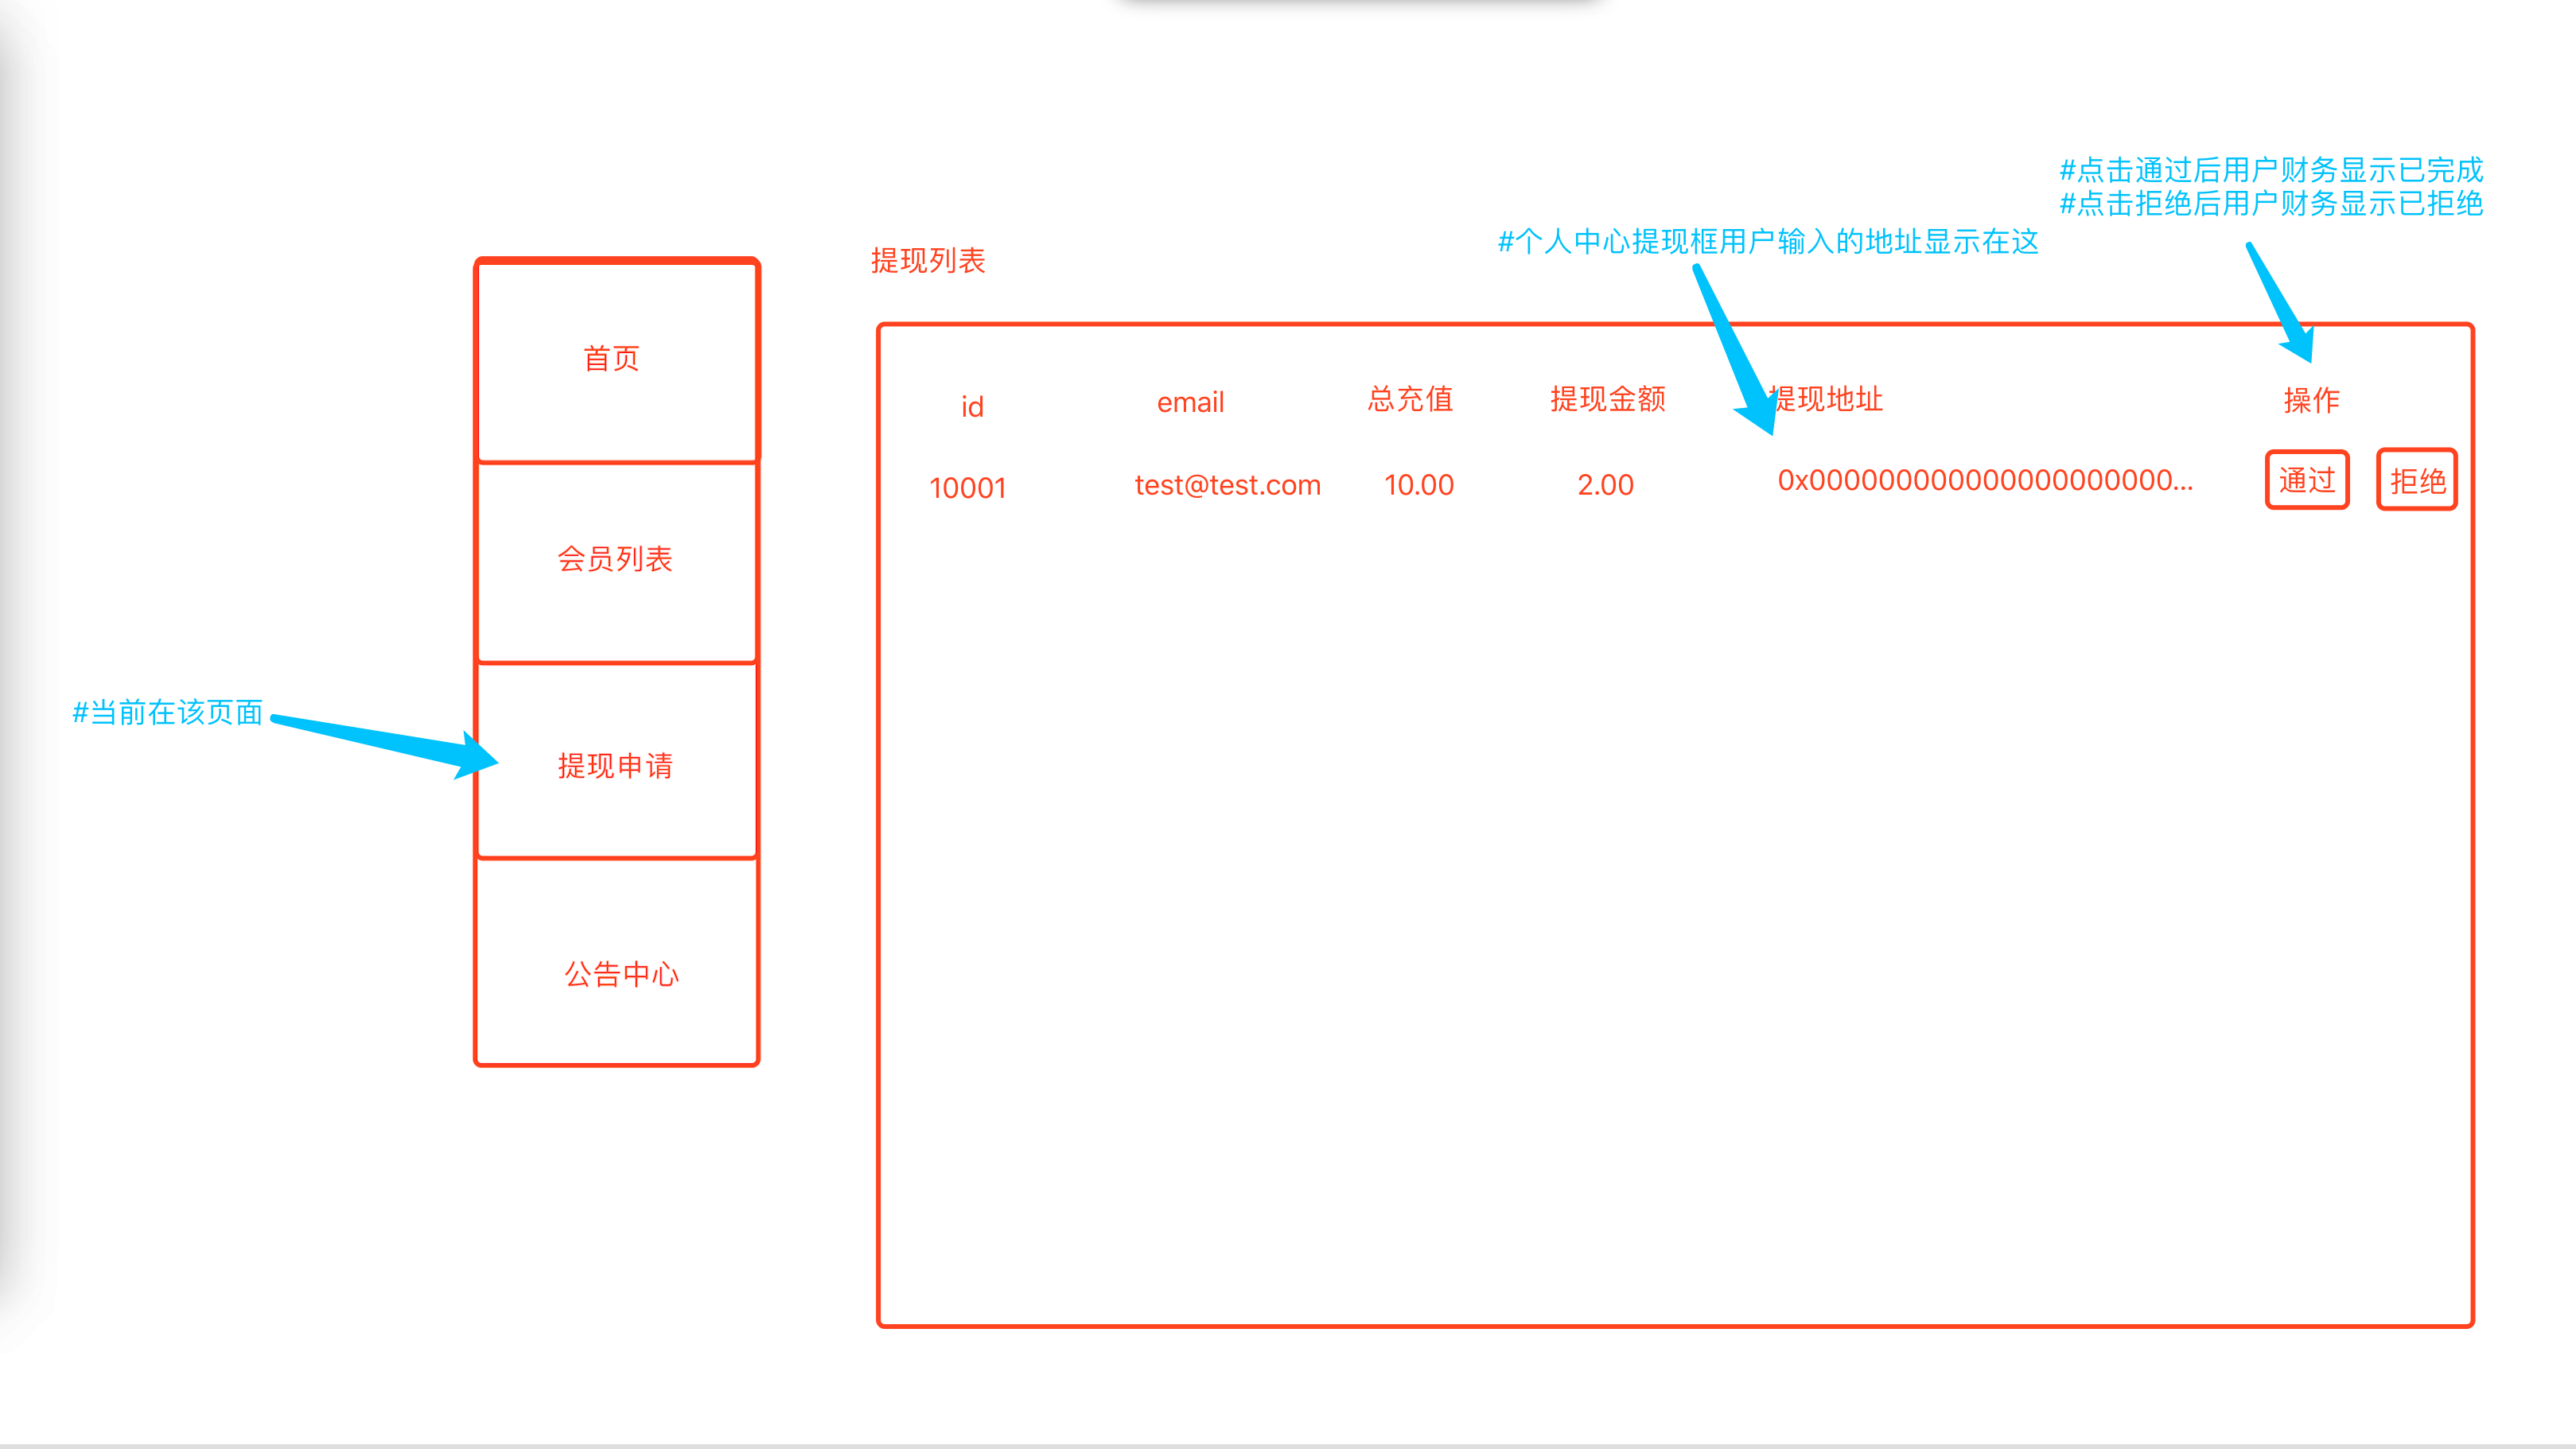 #点击通过后用户财务显示已完成
#点击拒绝后用户财务显示已拒绝
#个人中心提现框用户输入的地址显示在这
提现列表
首页
会员列表
#当前在该页面
提现申请
公告中心
id email 总充值 提现金额 提现地址 操作
10001 test@test.com 10.00 2.00 0x000000000000000000000... 通过 拒绝